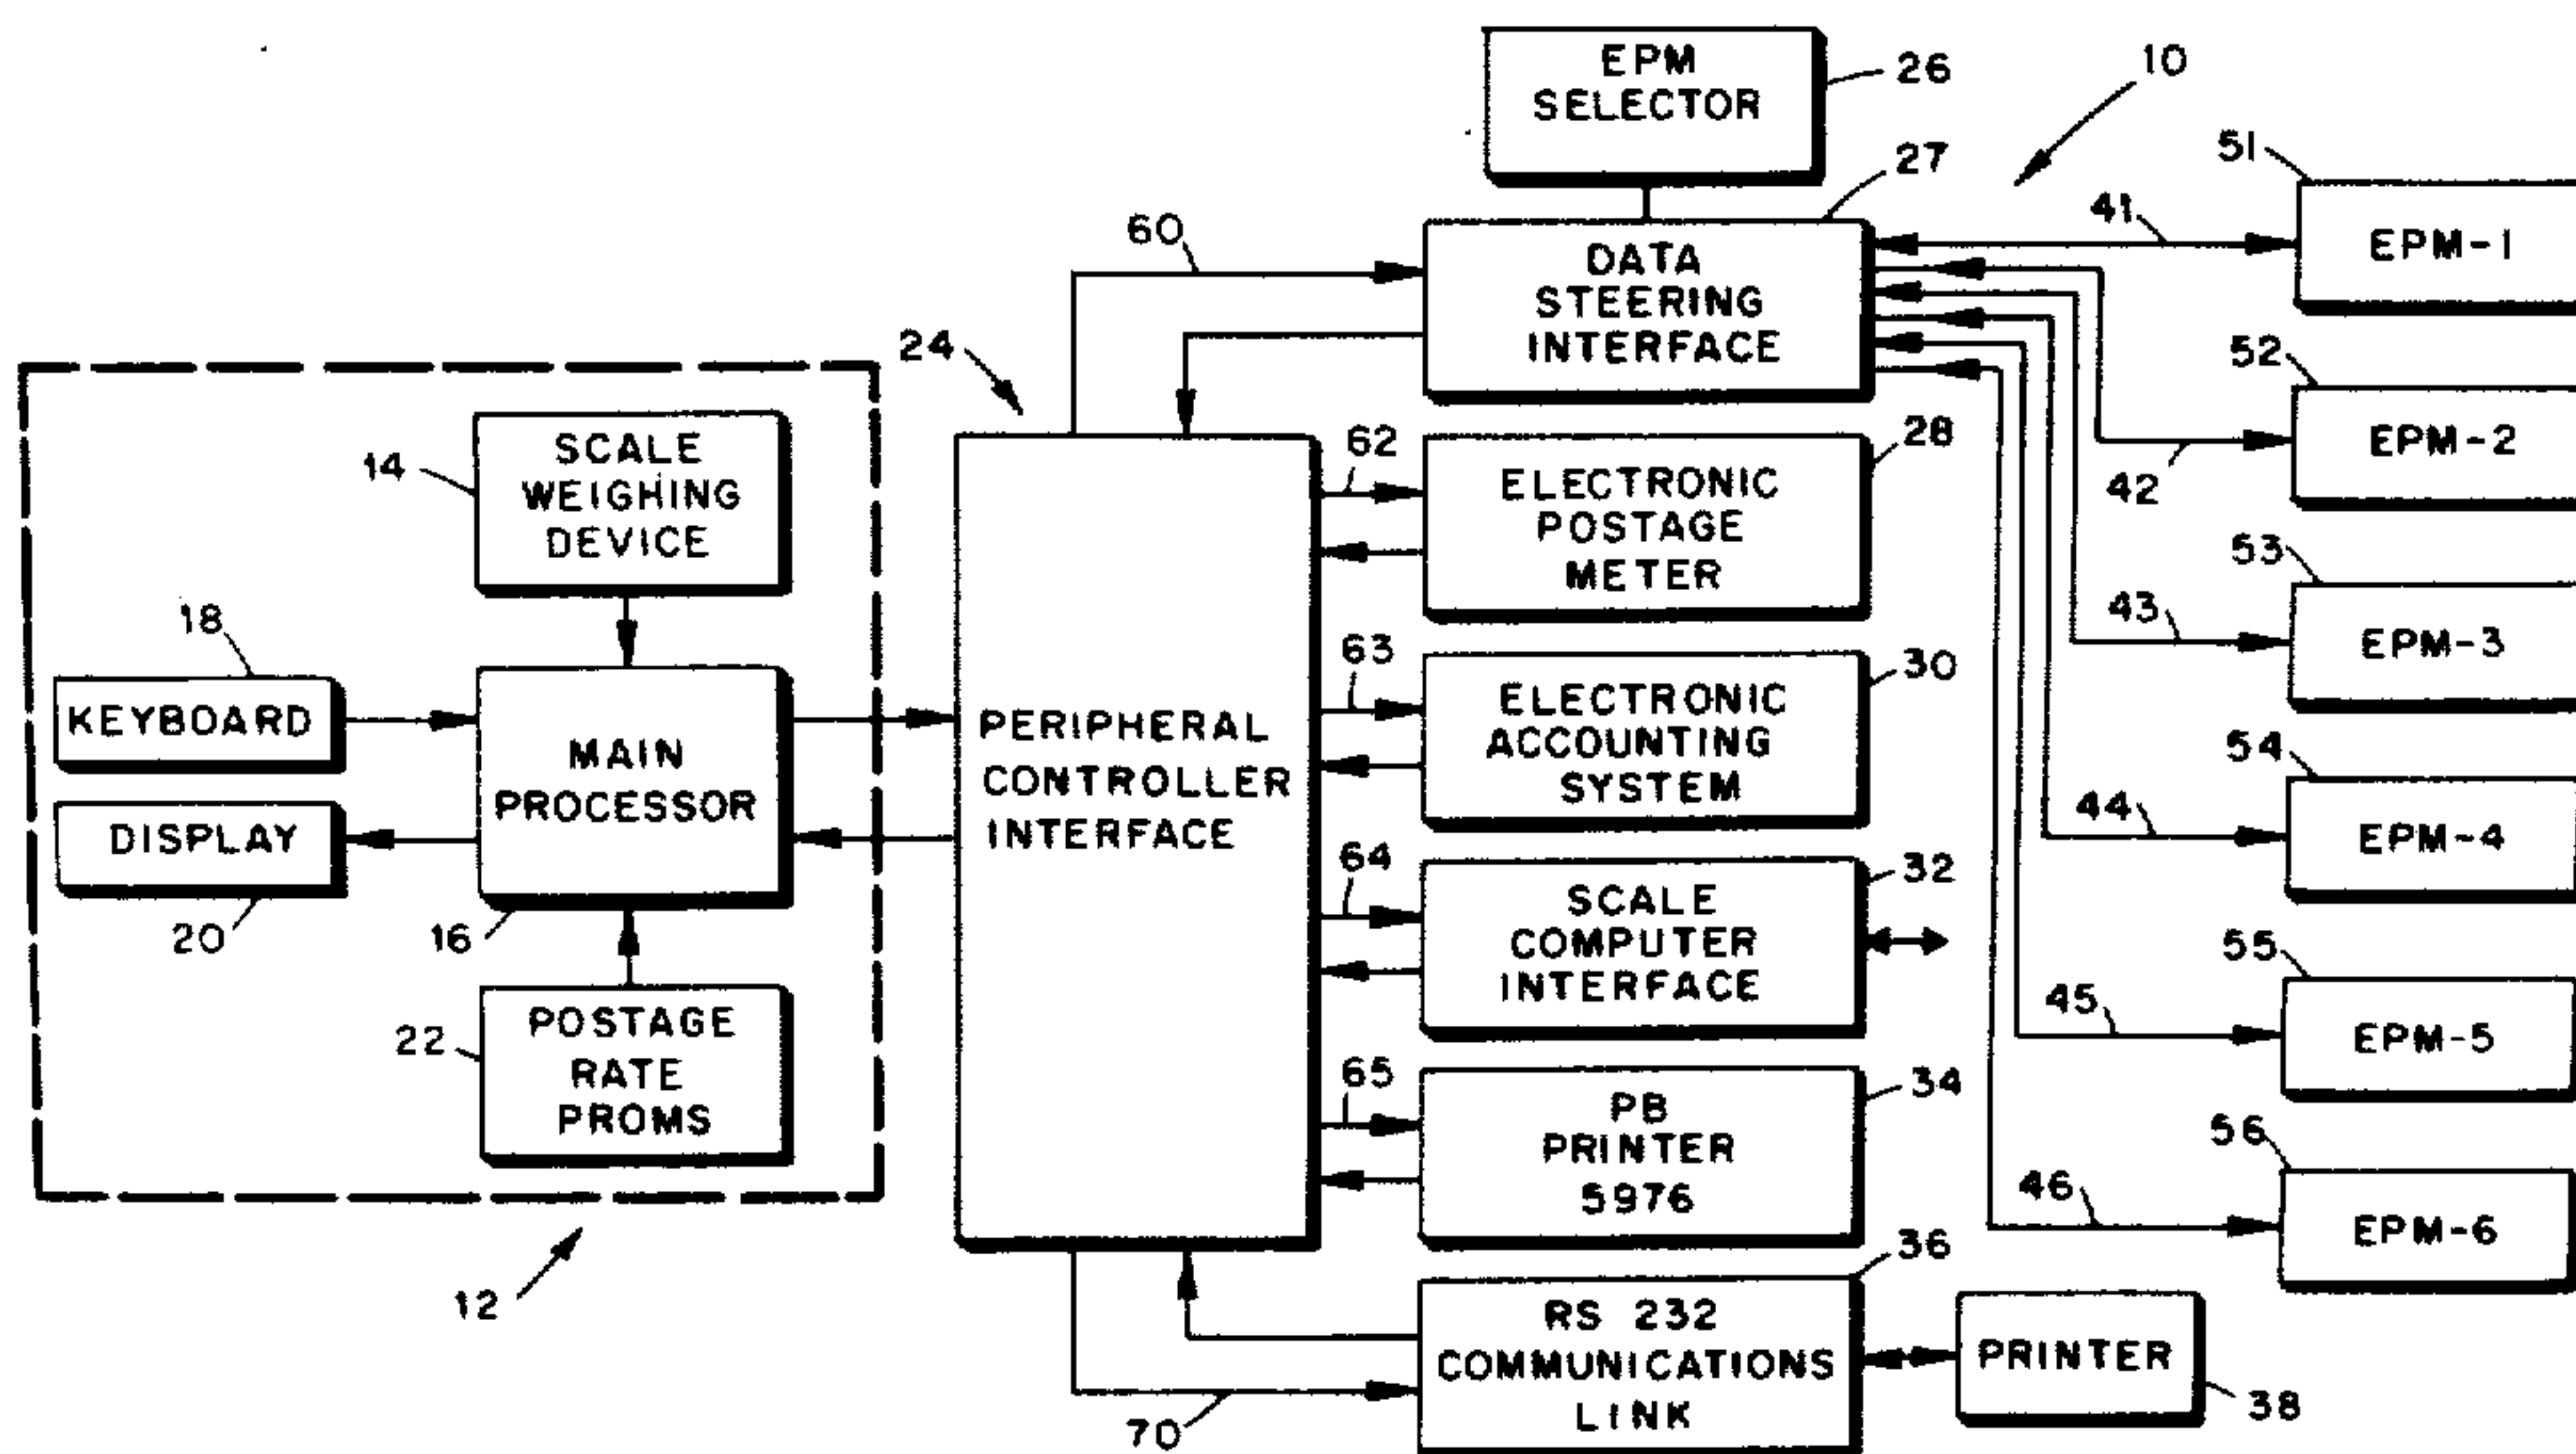 EPM
SELECTOR
26
10
27
51
41
EPM-1
60
DATA
STEERING
INTERFACE
24
52
EPM-2
42
SCALE
WEIGHING
DEVICE
14
62
28
ELECTRONIC
POSTAGE
METER
53
43
EPM-3
18
KEYBOARD
MAIN
PROCESSOR
DISPLAY
20
16
PERIPHERAL
CONTROLLER
INTERFACE
63
30
ELECTRONIC
ACCOUNTING
SYSTEM
54
44
EPM-4
64
32
SCALE
COMPUTER
INTERFACE
55
45
EPM-5
22
POSTAGE
RATE
PROMS
65
34
PB
PRINTER
5976
56
46
EPM-6
12
36
RS 232
COMMUNICATIONS
LINK
70
PRINTER
38